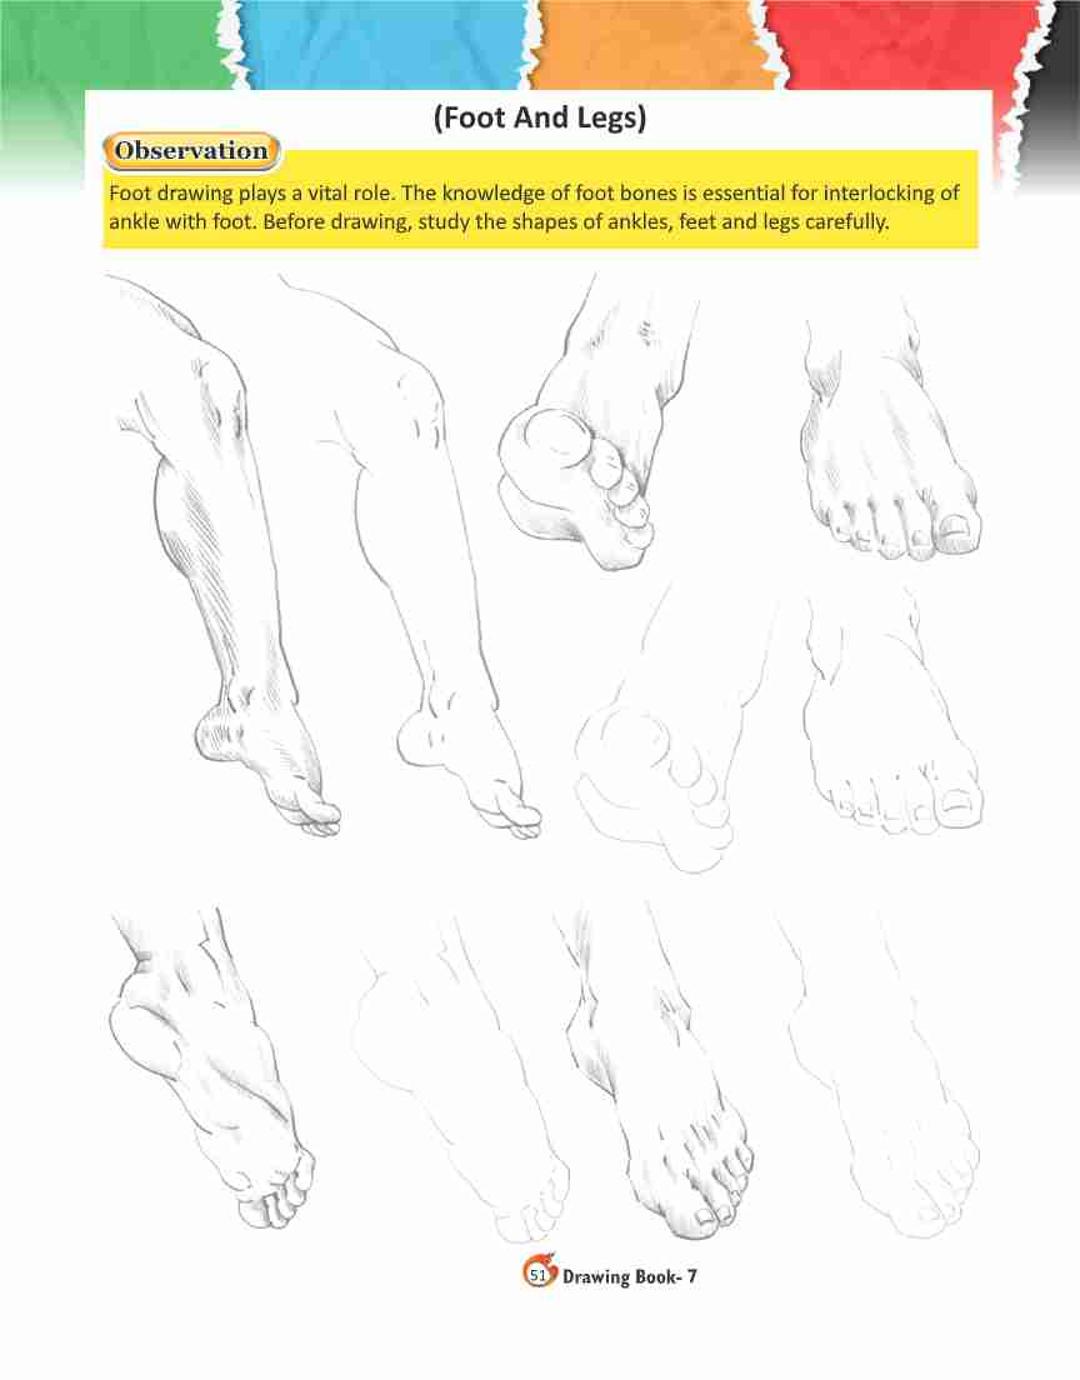 (Foot And Legs)
Observation
Foot drawing plays a vital role. The knowledge of foot bones is essential for interlocking of
ankle with foot. Before drawing, study the shapes of ankles, feet and legs carefully.
51 Drawing Book- 7